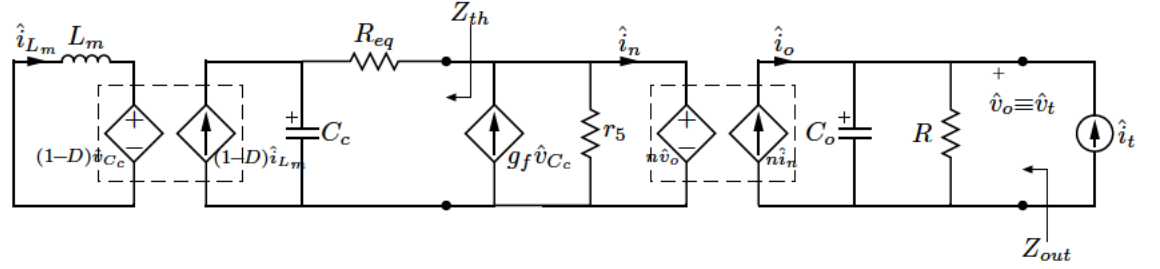 î_{L_m} L_m
(1–D)v̂_{C_c}
(1–D)î_{L_m}
+
–
+
C_c
R_{eq}
Z_{th}
g_f v̂_{C_c}
r_5
î_n
+
–
nv̂_o
nî_n
î_o
+
C_o
R
+
v̂_o≡v̂_t
î_t
Z_{out}